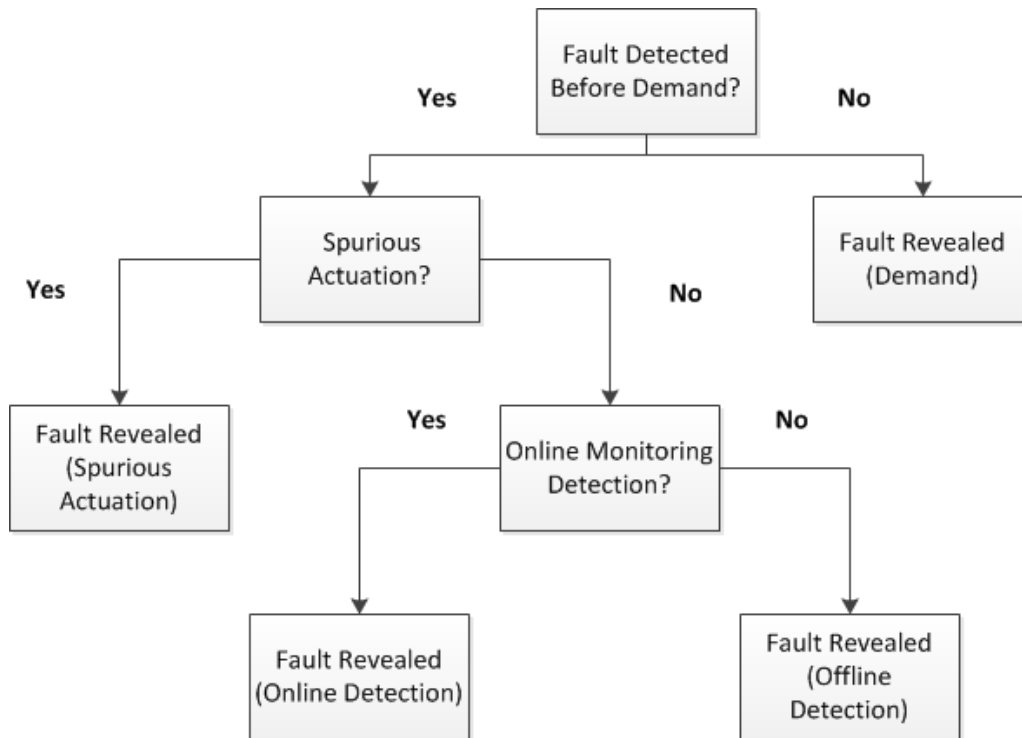 Fault Detected
Before Demand?
Yes
No
Spurious
Actuation?
Fault Revealed
(Demand)
Yes
No
Fault Revealed
(Spurious
Actuation)
Yes
Online Monitoring
Detection?
No
Fault Revealed
(Online Detection)
Fault Revealed
(Offline
Detection)